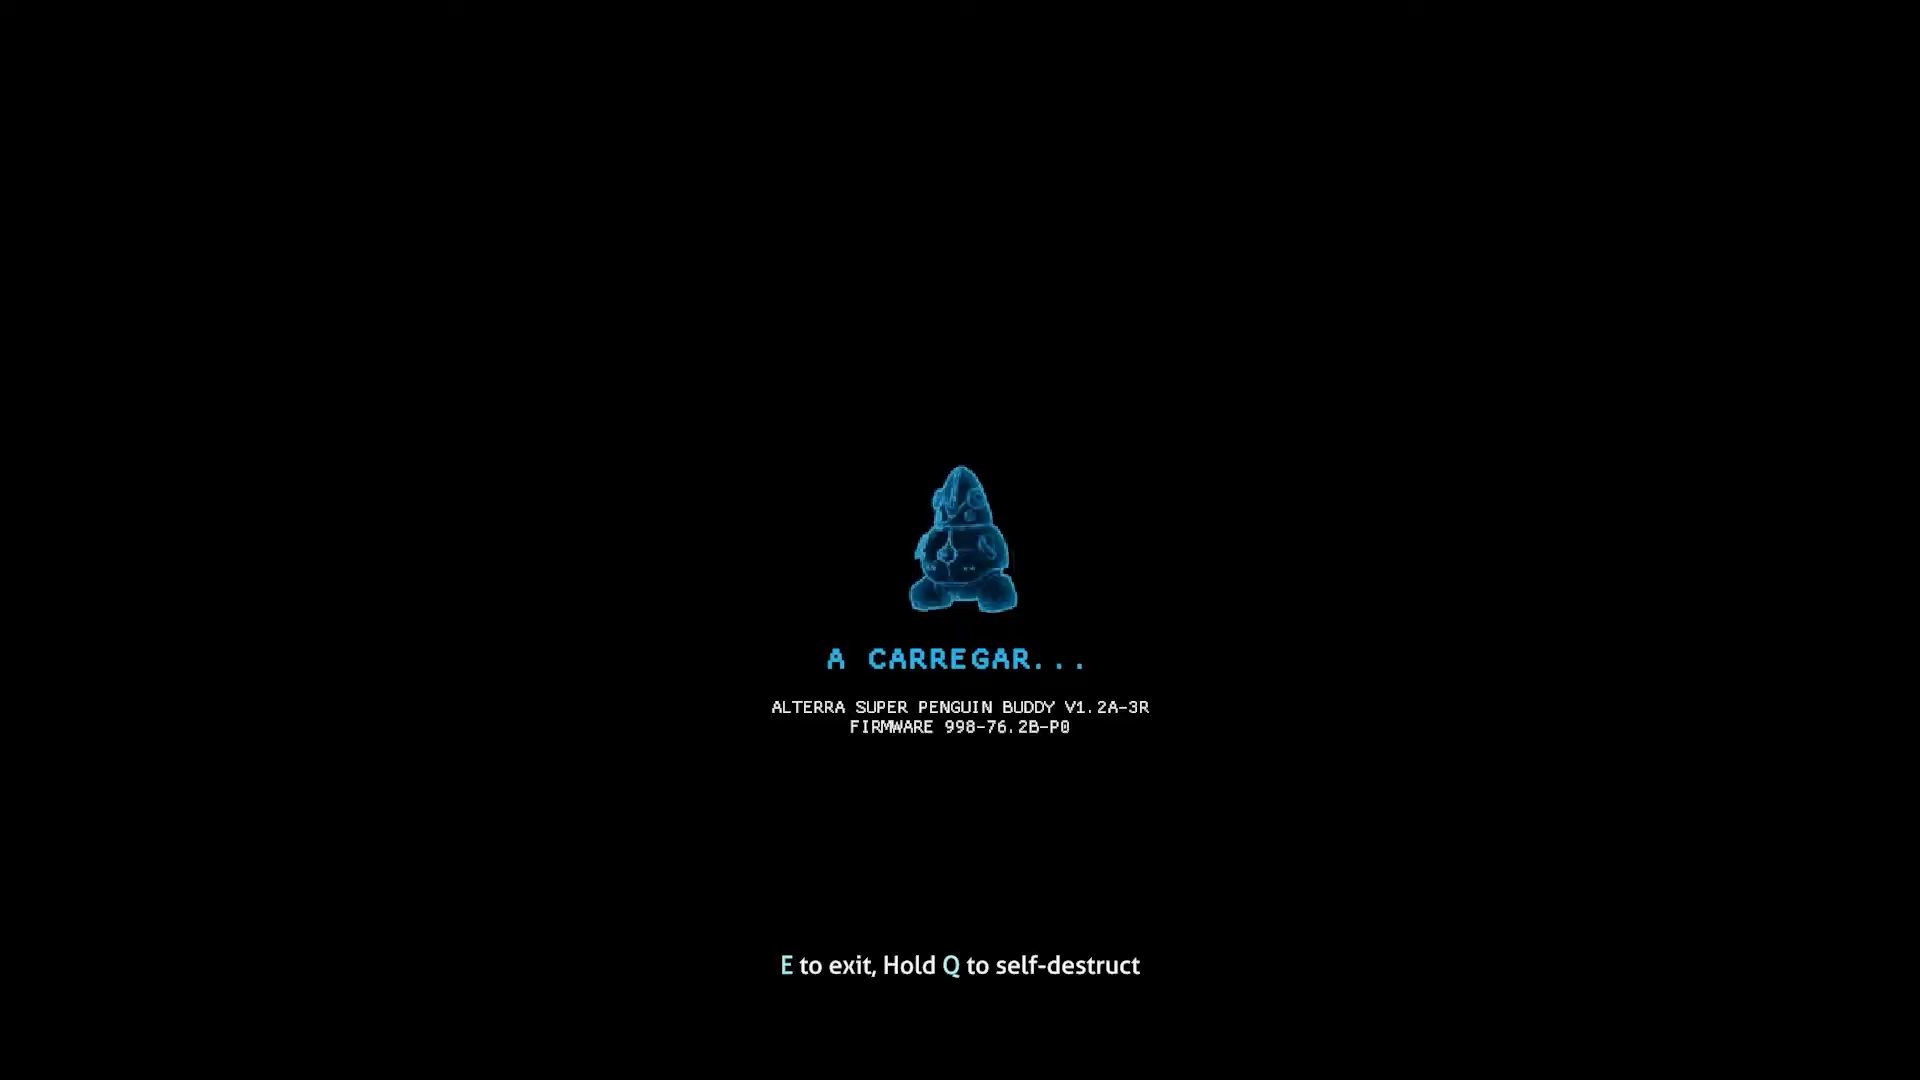 A CARREGAR...
ALTERRA SUPER PENGUIN BUDDY V1.2A-3R
FIRMWARE 998-76.2B-P0
E to exit, Hold Q to self-destruct